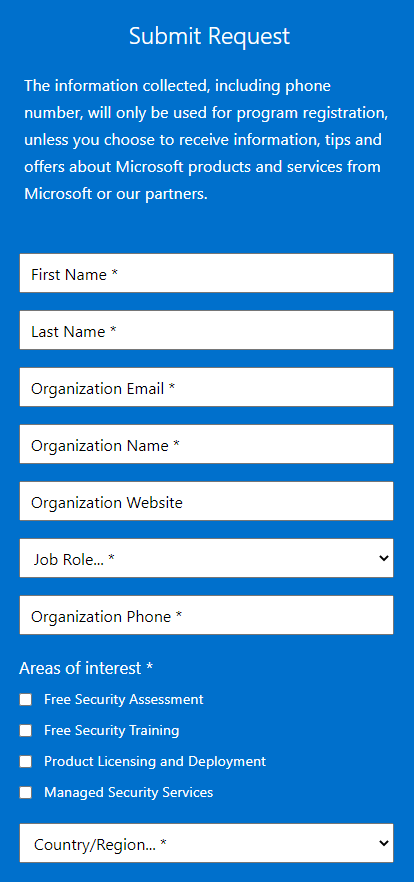 Submit Request
The information collected, including phone
number, will only be used for program registration,
unless you choose to receive information, tips and
offers about Microsoft products and services from
Microsoft or our partners.
First Name *
Last Name *
Organization Email *
Organization Name *
Organization Website
Job Role... *
Organization Phone *
Areas of interest *
Free Security Assessment
Free Security Training
Product Licensing and Deployment
Managed Security Services
Country/Region... *